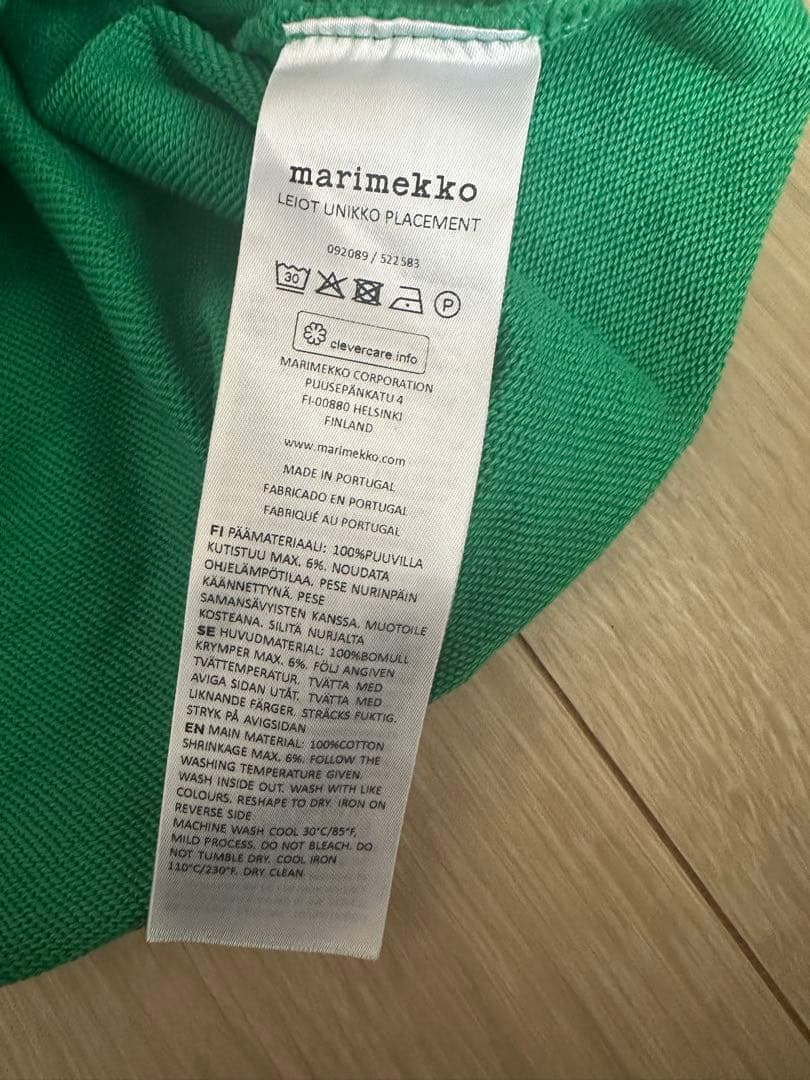 marimekko
LEIOT UNIKKO PLACEMENT
092089 / 522583
30 P
clevercare.info
MARIMEKKO CORPORATION
PUUSEPÄNKATU 4
FI-00880 HELSINKI
FINLAND
www.marimekko.com
MADE IN PORTUGAL
FABRICADO EN PORTUGAL
FABRIQUÉ AU PORTUGAL
FI PÄÄMATERIAALI: 100%PUUVILLA
KUTISTUU MAX. 6%. NOUDATA
OHJELÄMPÖTILAA. PESE NURINPÄIN
KÄÄNNETTYNÄ. PESE
SAMANSÄVYISTEN KANSSA. MUOTOILE
KOSTEANA. SILITÄ NURJALTA
SE HUVUDMATERIAL: 100%BOMULL
KRYMPER MAX. 6%. FÖLJ ANGIVEN
TVÄTTEMPERATUR. TVÄTTA MED
AVIGA SIDAN UTÅT. TVÄTTA MED
LIKNANDE FÄRGER. STRÄCKS FUKTIG.
STRYK PÅ AVIGSIDAN
EN MAIN MATERIAL: 100%COTTON
SHRINKAGE MAX. 6%. FOLLOW THE
WASHING TEMPERATURE GIVEN.
WASH INSIDE OUT. WASH WITH LIKE
COLOURS. RESHAPE TO DRY. IRON ON
REVERSE SIDE
MACHINE WASH COOL 30°C/85°F,
MILD PROCESS. DO NOT BLEACH. DO
NOT TUMBLE DRY. COOL IRON
110°C/230°F. DRY CLEAN